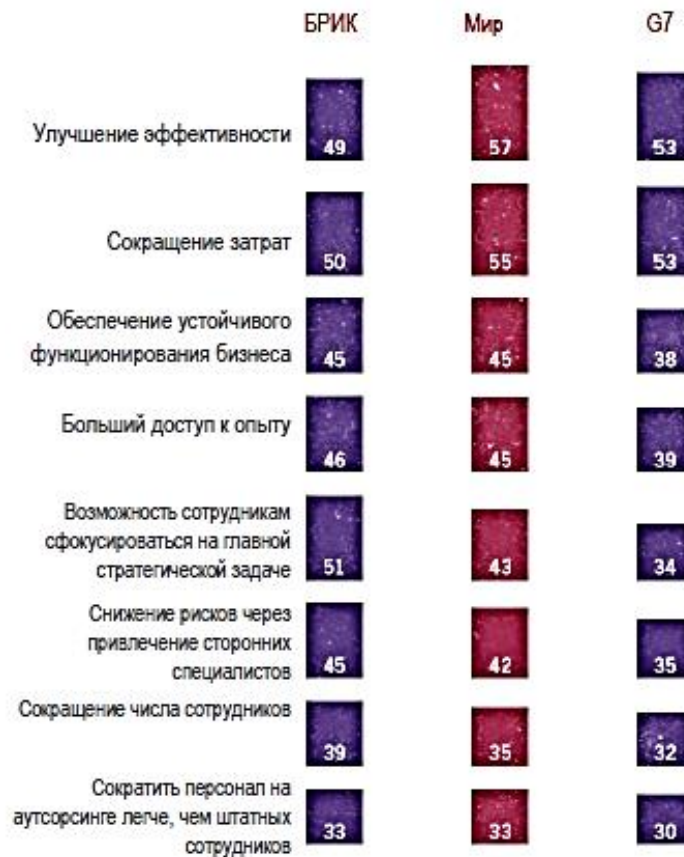 БРИК Мир G7
Улучшение эффективности 49 57 53
Сокращение затрат 50 55 53
Обеспечение устойчивого
функционирования бизнеса 45 45 38
Больший доступ к опыту 46 45 39
Возможность сотрудникам
сфокусироваться на главной
стратегической задаче 51 43 34
Снижение рисков через
привлечение сторонних
специалистов 45 42 35
Сокращение числа сотрудников
39 35 32
Сократить персонал на
аутсорсинге легче, чем штатных 33 33 30
сотрудников